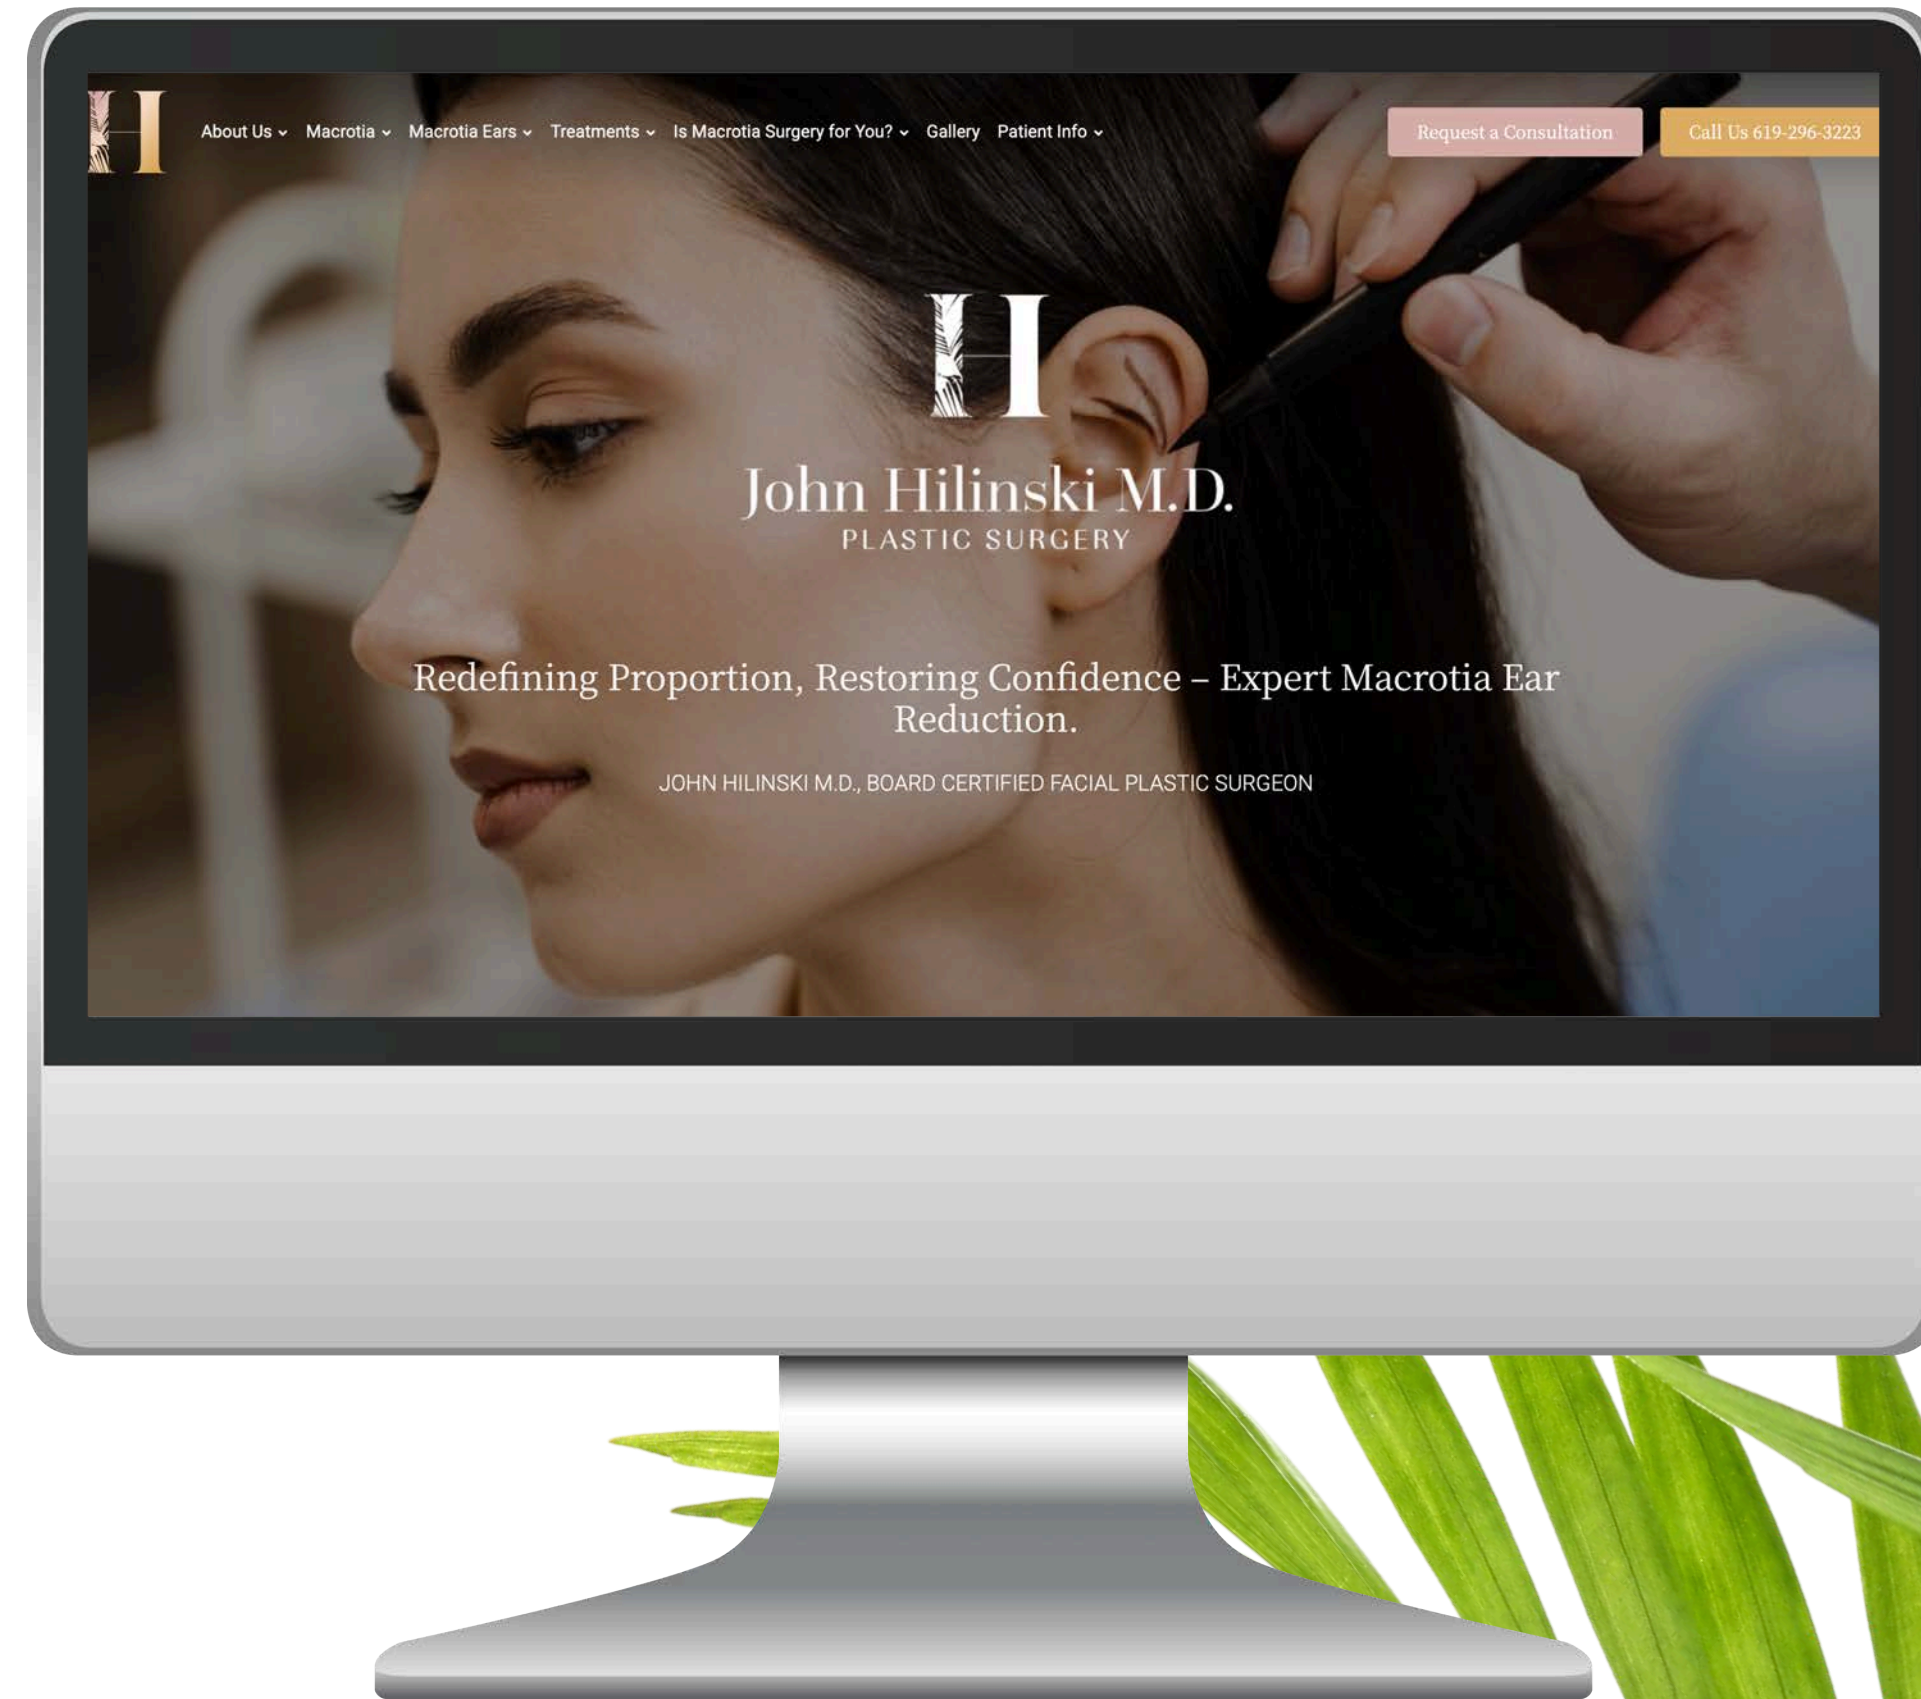 H
About Us
Macrotia
Macrotia Ears
Treatments
Is Macrotia Surgery for You?
Gallery
Patient Info
Request a Consultation
Call Us 619-296-3223
H
John Hilinski M.D.
PLASTIC SURGERY
Redefining Proportion, Restoring Confidence – Expert Macrotia Ear
Reduction.
JOHN HILINSKI M.D., BOARD CERTIFIED FACIAL PLASTIC SURGEON